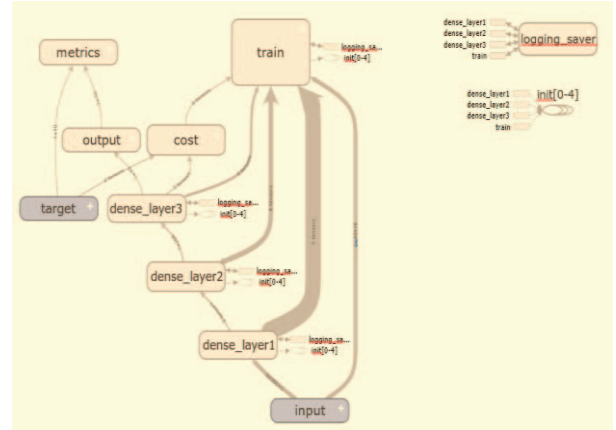 metrics
train
logging_sa...
init[0-4]
output
cost
target
+
dense_layer3
logging_sa...
init[0-4]
dense_layer2
logging_sa...
init[0-4]
dense_layer1
logging_sa...
init[0-4]
input
+
dense_layer1
dense_layer2
dense_layer3
train
logging_saver
dense_layer1
dense_layer2
dense_layer3
train
init[0-4]